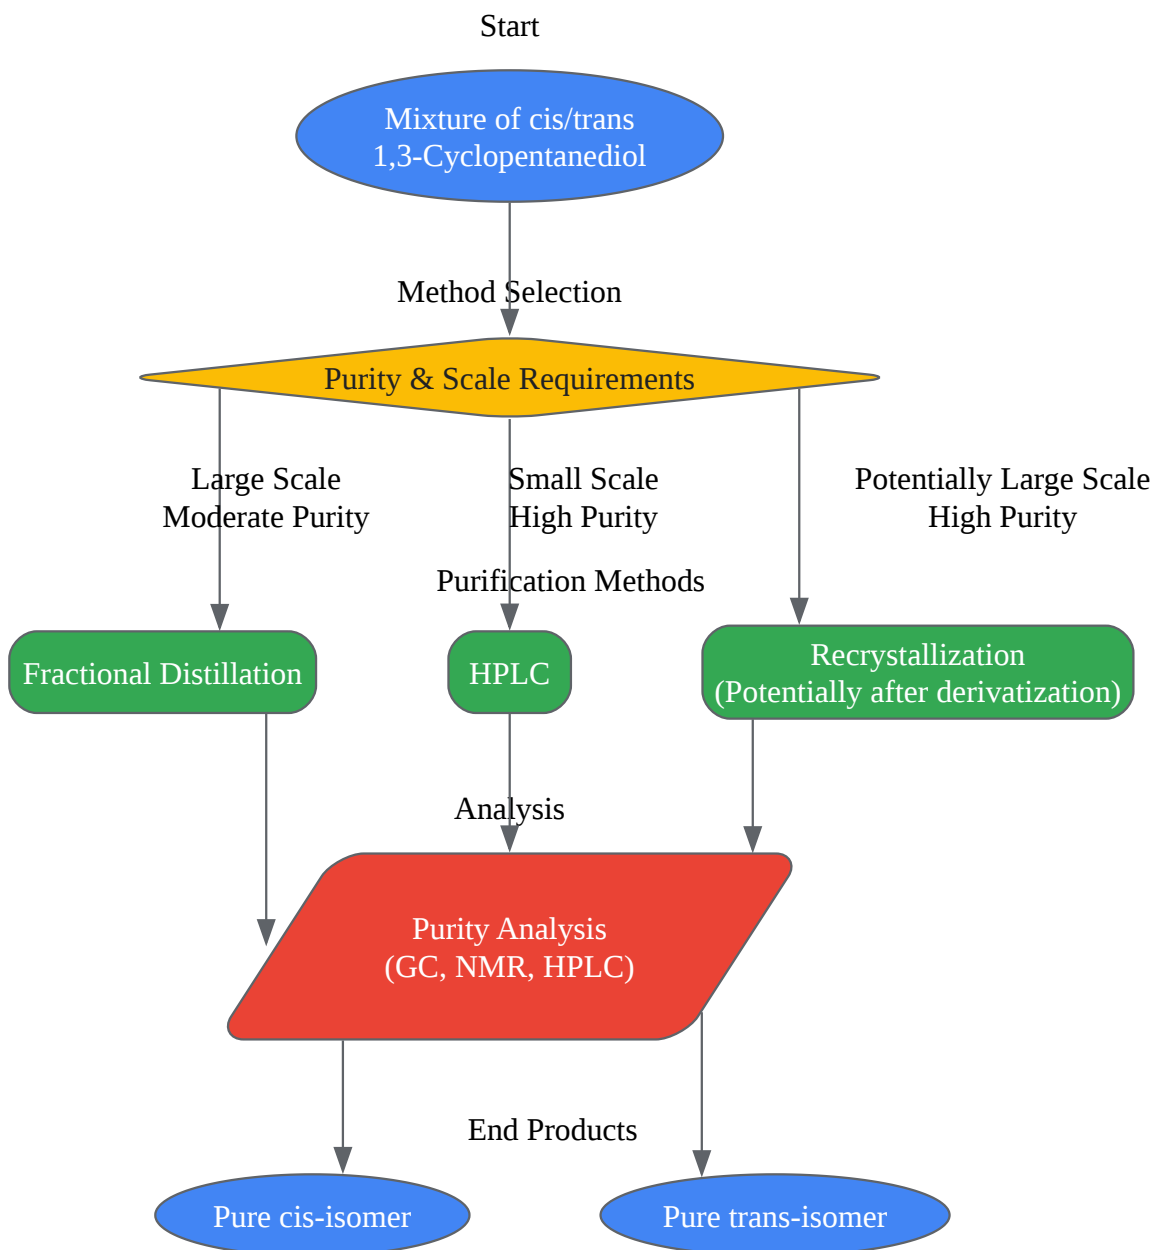 Start
Mixture of cis/trans
1,3-Cyclopentanediol
Method Selection
Purity & Scale Requirements
Large Scale
Moderate Purity
Small Scale
High Purity
Potentially Large Scale
High Purity
Purification Methods
Fractional Distillation
HPLC
Recrystallization
(Potentially after derivatization)
Analysis
Purity Analysis
(GC, NMR, HPLC)
End Products
Pure cis-isomer
Pure trans-isomer